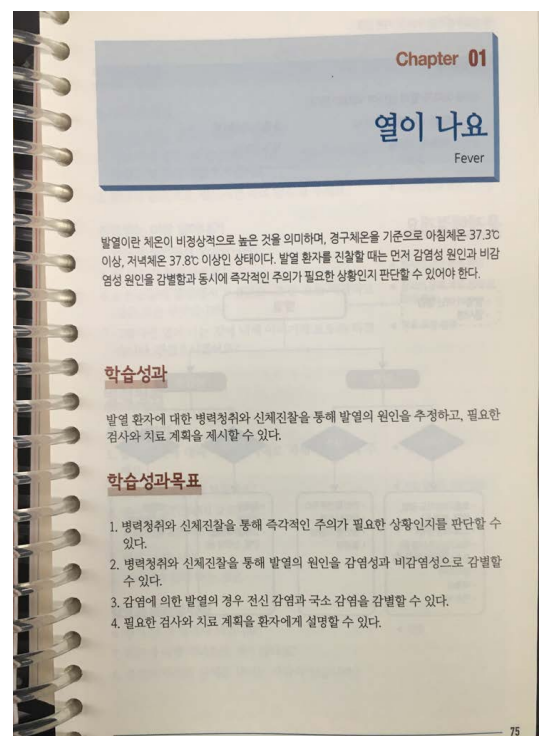 Chapter 01
열이 나요
Fever
발열이란 체온이 비정상적으로 높은 것을 의미하며, 경구체온을 기준으로 아침체온 37.3℃
이상, 저녁체온 37.8℃ 이상인 상태이다. 발열 환자를 진찰할 때는 먼저 감염성 원인과 비감
염성 원인을 감별함과 동시에 즉각적인 주의가 필요한 상황인지 판단할 수 있어야 한다.
학습성과
발열 환자에 대한 병력청취와 신체진찰을 통해 발열의 원인을 추정하고, 필요한
검사와 치료 계획을 제시할 수 있다.
학습성과목표
1. 병력청취와 신체진찰을 통해 즉각적인 주의가 필요한 상황인지를 판단할 수
있다.
2. 병력청취와 신체진찰을 통해 발열의 원인을 감염성과 비감염성으로 감별할
수 있다.
3. 감염에 의한 발열의 경우 전신 감염과 국소 감염을 감별할 수 있다.
4. 필요한 검사와 치료 계획을 환자에게 설명할 수 있다.
75